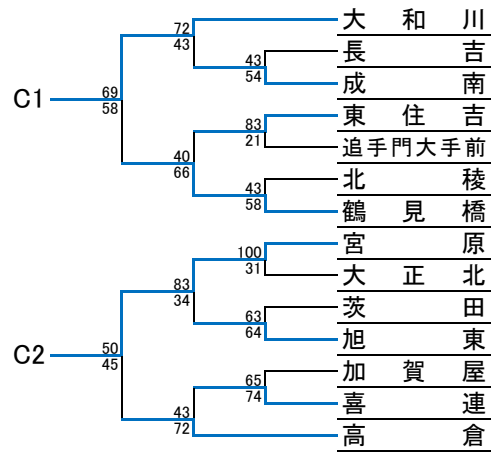 大和川
72
43
長吉
43
54
成南
C1
69
58
東住吉
83
21
追手門大手前
40
66
北稜
43
58
鶴見橋
宮原
100
31
大正北
83
34
茨田
63
64
旭東
C2
50
45
加賀屋
65
74
喜連
43
72
高倉